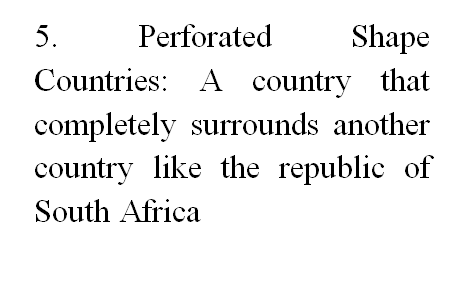 5. Perforated Shape
Countries: A country that
completely surrounds another
country like the republic of
South Africa